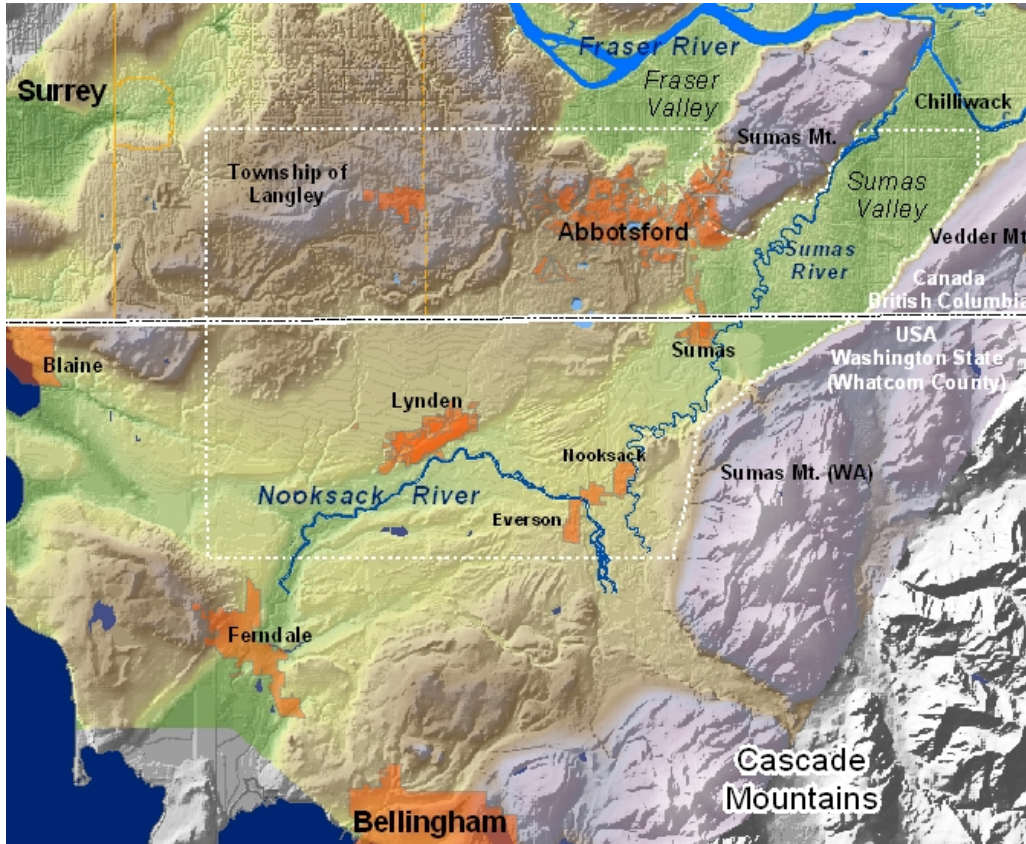 Fraser River
Fraser
Valley
Surrey
Chilliwack
Sumas Mt.
Township of
Langley
Sumas
Valley
Abbotsford
Vedder Mt
Sumas
River
Canada
British Columbia
USA
Washington State
(Whatcom County)
Blaine
Sumas
Lynden
Nooksack
Sumas Mt. (WA)
Nooksack River
Everson
Ferndale
Cascade
Mountains
Bellingham